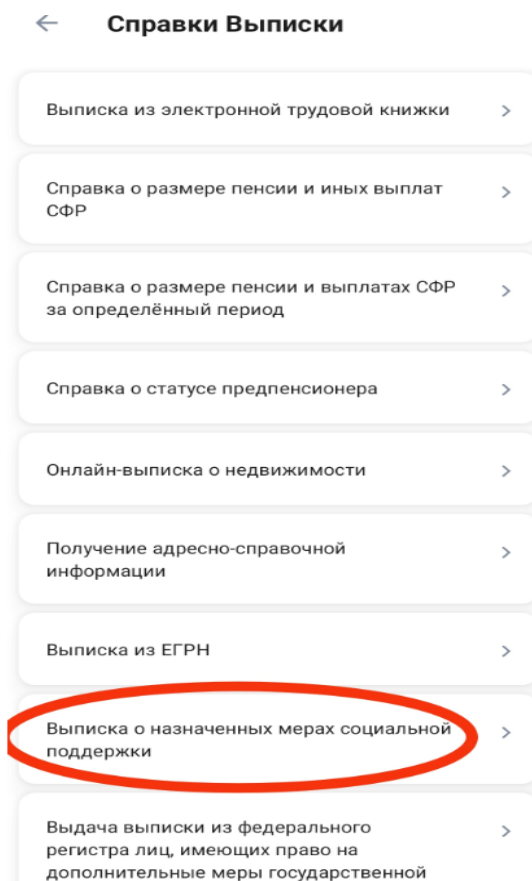 Справки Выписки
Выписка из электронной трудовой книжки
Справка о размере пенсии и иных выплат
СФР
Справка о размере пенсии и выплатах СФР
за определённый период
Справка о статусе предпенсионера
Онлайн-выписка о недвижимости
Получение адресно-справочной
информации
Выписка из ЕГРН
Выписка о назначенных мерах социальной
поддержки
Выдача выписки из федерального
регистра лиц, имеющих право на
дополнительные меры государственной